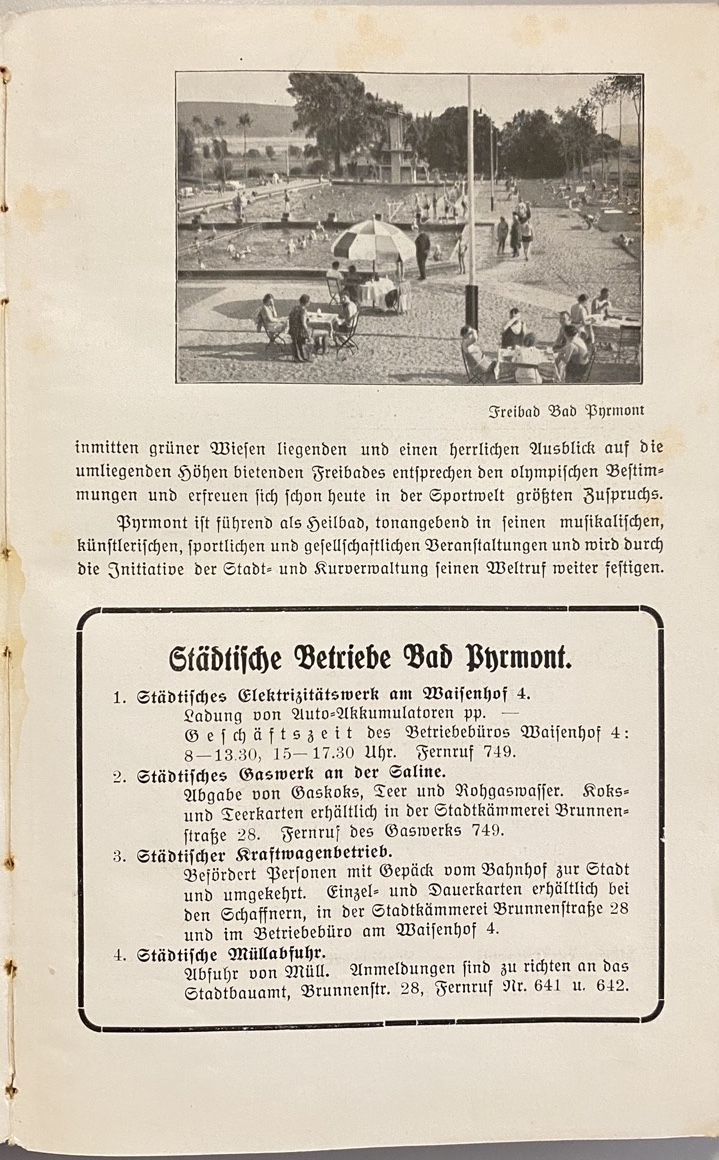 Freibad Bad Pyrmont
inmitten grüner Wiesen liegenden und einen herrlichen Ausblick auf die
umliegenden Höhen bietenden Freibades entsprechen den olympischen Bestim-
mungen und erfreuen sich schon heute in der Sportwelt größten Zuspruchs.
Pyrmont ist führend als Heilbad, tonangebend in seinen musikalischen,
künstlerischen, sportlichen und gesellschaftlichen Veranstaltungen und wird durch
die Initiative der Stadt- und Kurverwaltung seinen Weltruf weiter festigen.
Städtische Betriebe Bad Pyrmont.
1. Städtisches Elektrizitätswerk am Waisenhof 4.
Ladung von Auto-Akkumulatoren pp. —
Geschäftszeit des Betriebebüros Waisenhof 4:
8—13.30, 15—17.30 Uhr. Fernruf 749.
2. Städtisches Gaswerk an der Saline.
Abgabe von Gaskoks, Teer und Rohgaswasser. Koks-
und Teerkarten erhältlich in der Stadtkämmerei Brunnen-
straße 28. Fernruf des Gaswerks 749.
3. Städtischer Kraftwagenbetrieb.
Befördert Personen mit Gepäck vom Bahnhof zur Stadt
und umgekehrt. Einzel- und Dauerkarten erhältlich bei
den Schaffnern, in der Stadtkämmerei Brunnenstraße 28
und im Betriebebüro am Waisenhof 4.
4. Städtische Müllabfuhr.
Abfuhr von Müll. Anmeldungen sind zu richten an das
Stadtbauamt, Brunnenstr. 28, Fernruf Nr. 641 u. 642.